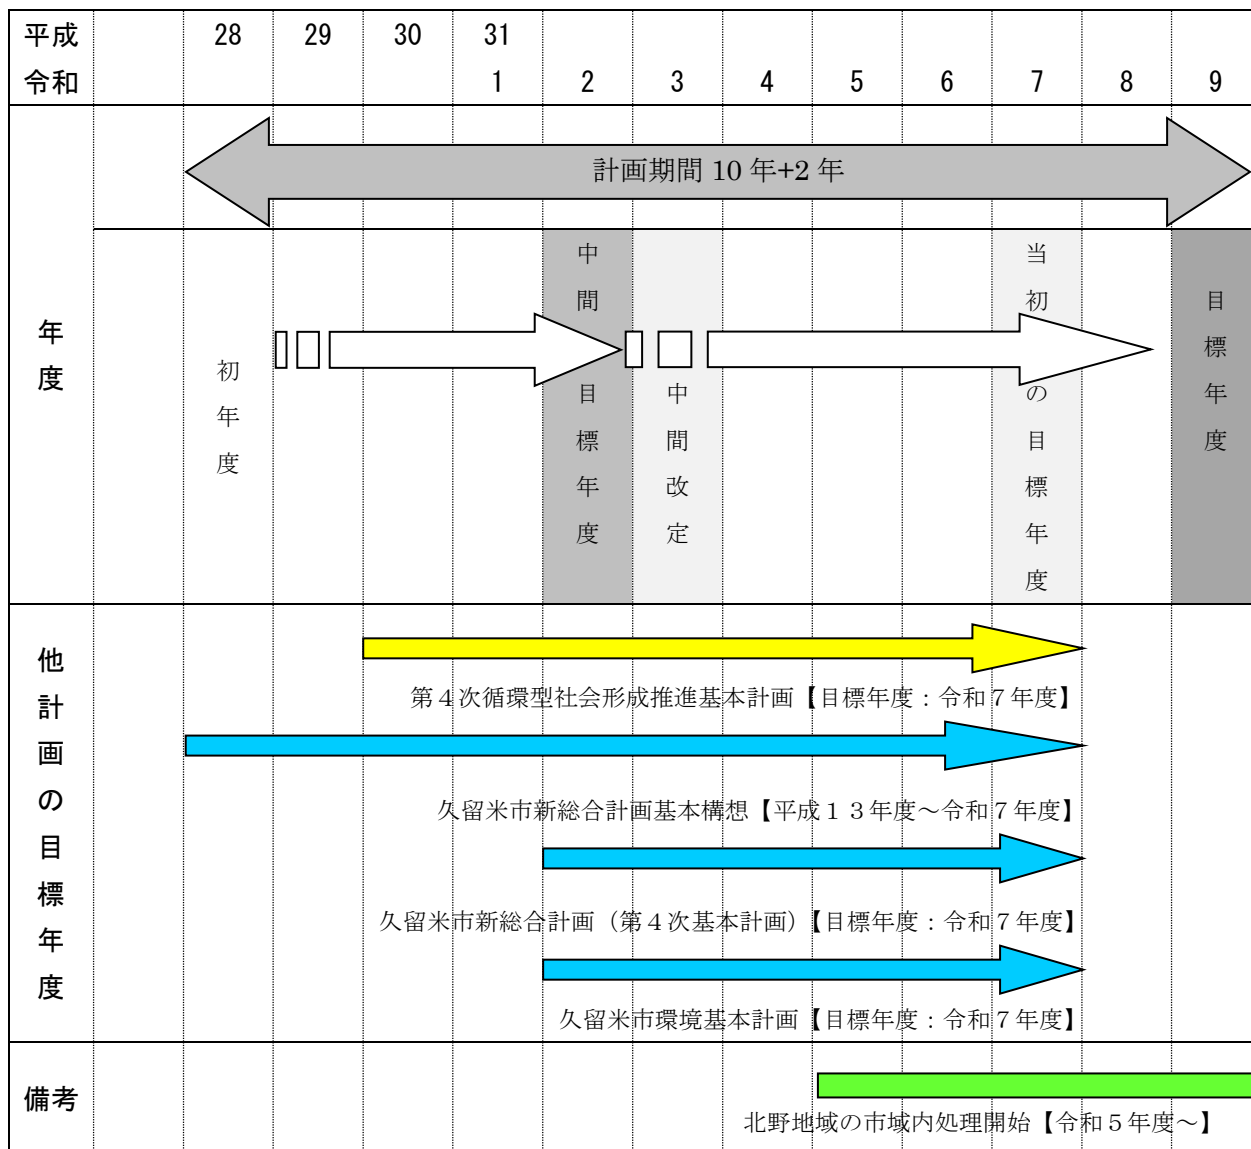 平成 28 29 30 31
令和 1 2 3 4 5 6 7 8 9
計画期間 10 年+2 年
年度
初年度
中間目標年度
中間改定
当初の目標年度
目標年度
他計画の目標年度
第４次循環型社会形成推進基本計画【目標年度：令和７年度】
久留米市新総合計画基本構想【平成１３年度～令和７年度】
久留米市新総合計画（第４次基本計画）【目標年度：令和７年度】
久留米市環境基本計画【目標年度：令和７年度】
備考
北野地域の市域内処理開始【令和５年度～】